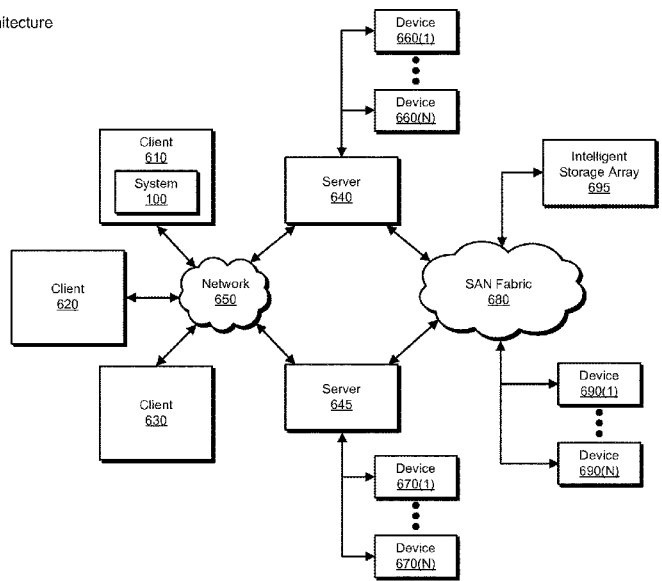 hitecture
Device
660(1)
Device
660(N)
Client
610
System
100
Server
640
Intelligent
Storage Array
695
Client
620
Network
650
SAN Fabric
680
Client
630
Server
645
Device
690(1)
Device
690(N)
Device
670(1)
Device
670(N)